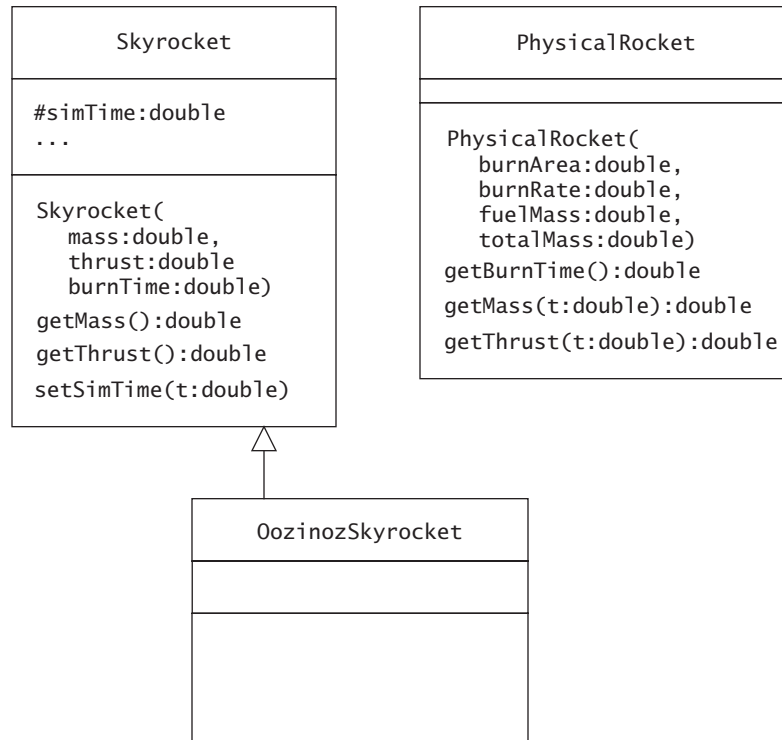 Skyrocket
#simTime:double
...
Skyrocket(
mass:double,
thrust:double
burnTime:double)
getMass():double
getThrust():double
setSimTime(t:double)
PhysicalRocket
PhysicalRocket(
burnArea:double,
burnRate:double,
fuelMass:double,
totalMass:double)
getBurnTime():double
getMass(t:double):double
getThrust(t:double):double
OozinozSkyrocket